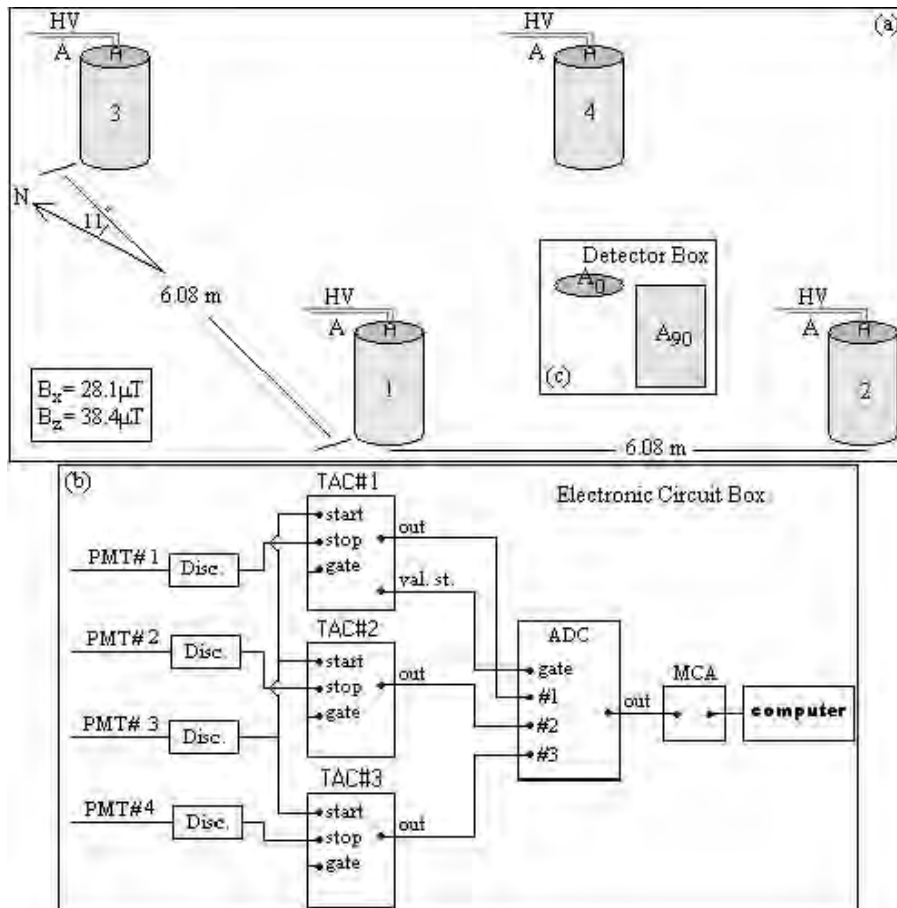 HV
HV
(a)
A
A
A
A
3
4
N
11°
Detector Box
A0
6.08 m
HV
HV
A
A
A
A
A90
(c)
1
2
Bx = 28.1μT
Bz = 38.4μT
6.08 m
(b)
TAC#1
Electronic Circuit Box
start
out
PMT#1
Disc.
stop
gate
val. st.
TAC#2
ADC
PMT#2
Disc.
start
gate
MCA
stop
out
#1
out
computer
gate
#2
PMT# 3
Disc.
#3
TAC#3
PMT#4
Disc.
start
out
stop
gate